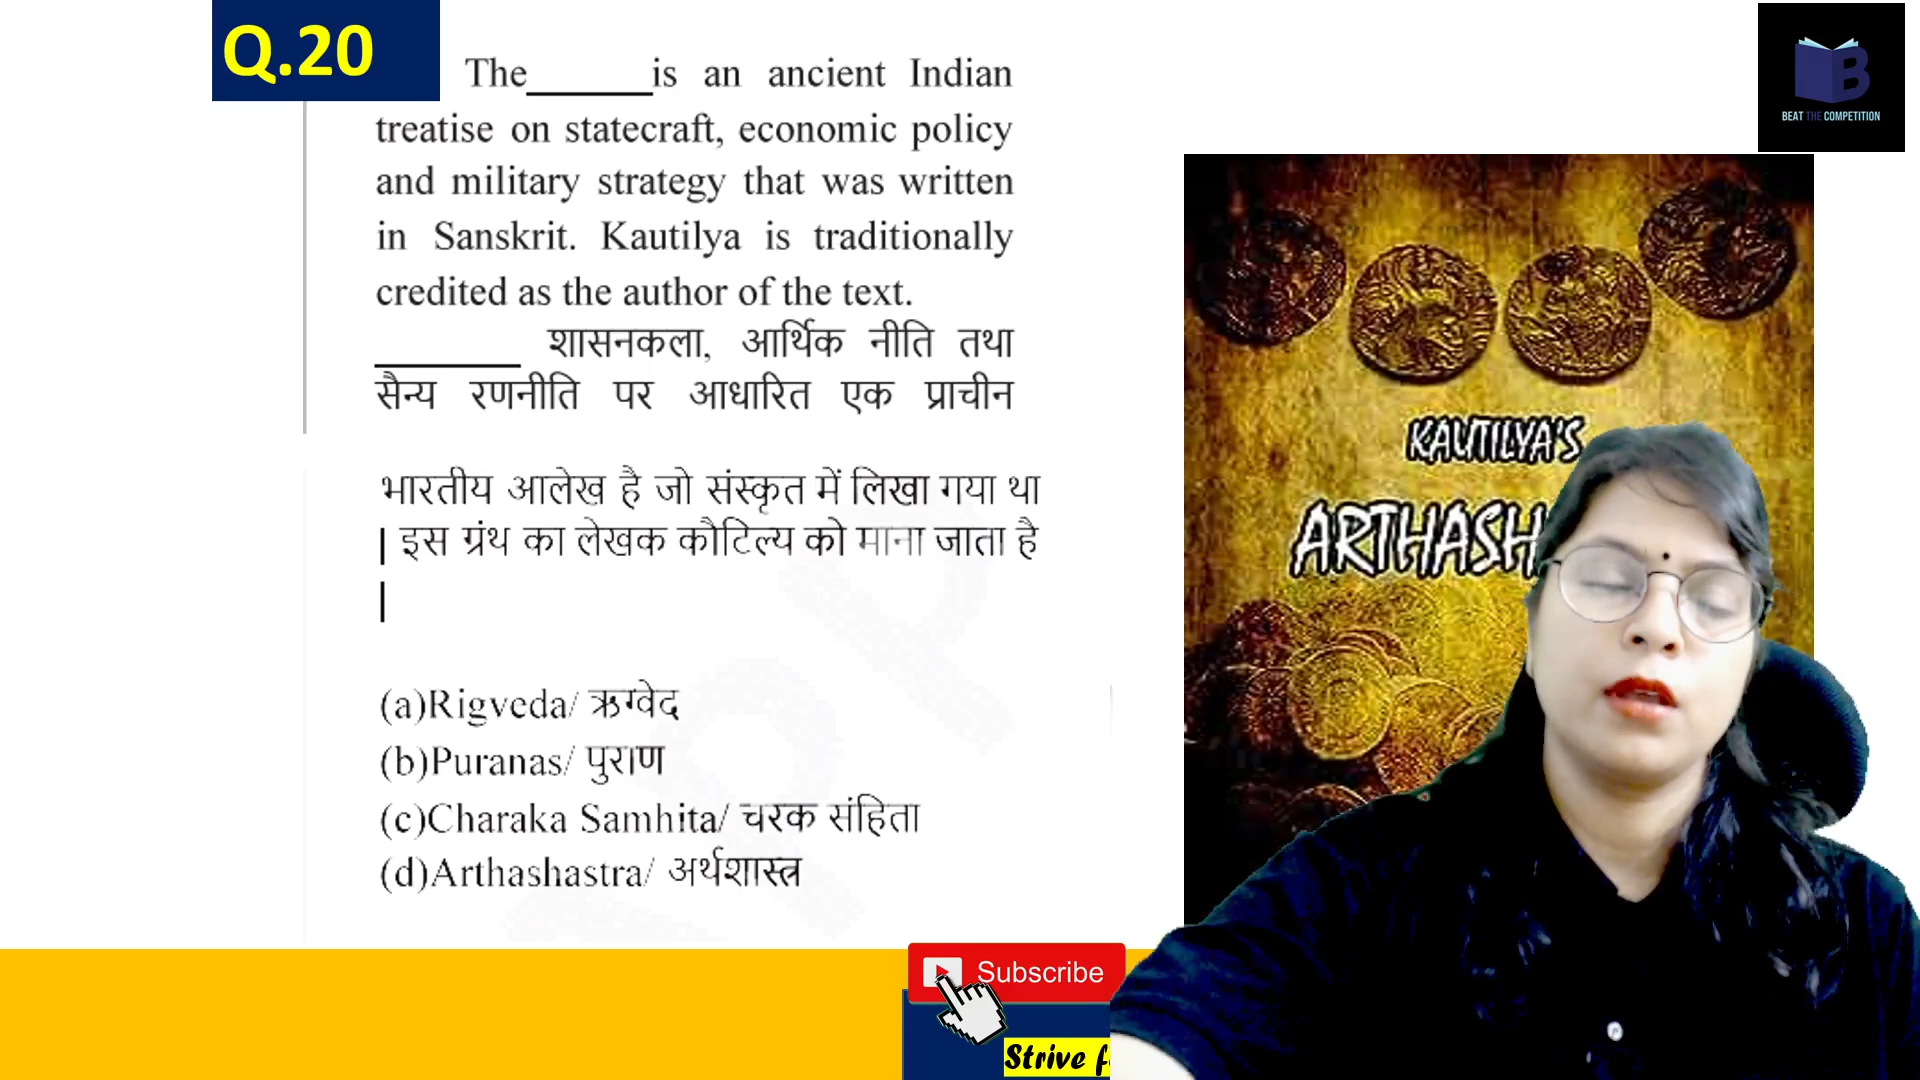 Q.20
The______is an ancient Indian
treatise on statecraft, economic policy
and military strategy that was written
in Sanskrit. Kautilya is traditionally
credited as the author of the text.
_______ शासनकला, आर्थिक नीति तथा
सैन्य रणनीति पर आधारित एक प्राचीन
भारतीय आलेख है जो संस्कृत में लिखा गया था
| इस ग्रंथ का लेखक कौटिल्य को माना जाता है
|
(a)Rigveda/ ऋग्वेद
(b)Puranas/ पुराण
(c)Charaka Samhita/ चरक संहिता
(d)Arthashastra/ अर्थशास्त्र
B
BEAT THE COMPETITION
KAUTILYA'S
ARTHASH
Subscribe
Strive f